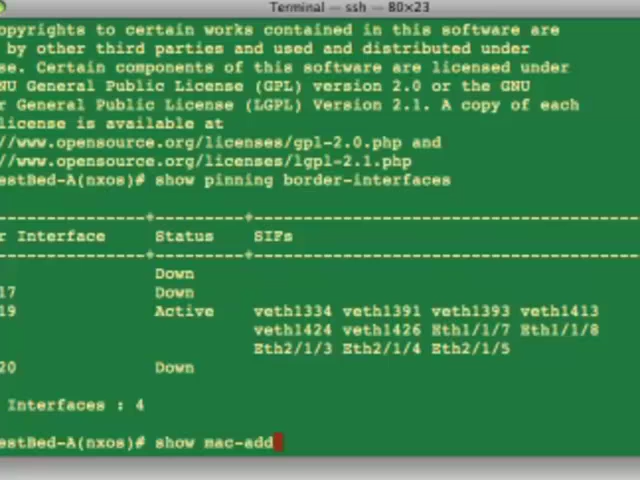 Terminal — ssh — 80×23
opyrights to certain works contained in this software are
by other third parties and used and distributed under
se. Certain components of this software are licensed under
NU General Public License (GPL) version 2.0 or the GNU
r General Public License (LGPL) Version 2.1. A copy of each
license is available at
//www.opensource.org/licenses/gpl-2.0.php and
//www.opensource.org/licenses/lgpl-2.1.php
estBed-A(nxos)# show pinning border-interfaces
---------------+---------+----------------------------------------
r Interface Status SIFs
---------------+---------+----------------------------------------
Down
17 Down
19 Active veth1334 veth1391 veth1393 veth1413
veth1424 veth1426 Eth1/1/7 Eth1/1/8
Eth2/1/3 Eth2/1/4 Eth2/1/5
20 Down
Interfaces : 4
estBed-A(nxos)# show mac-add